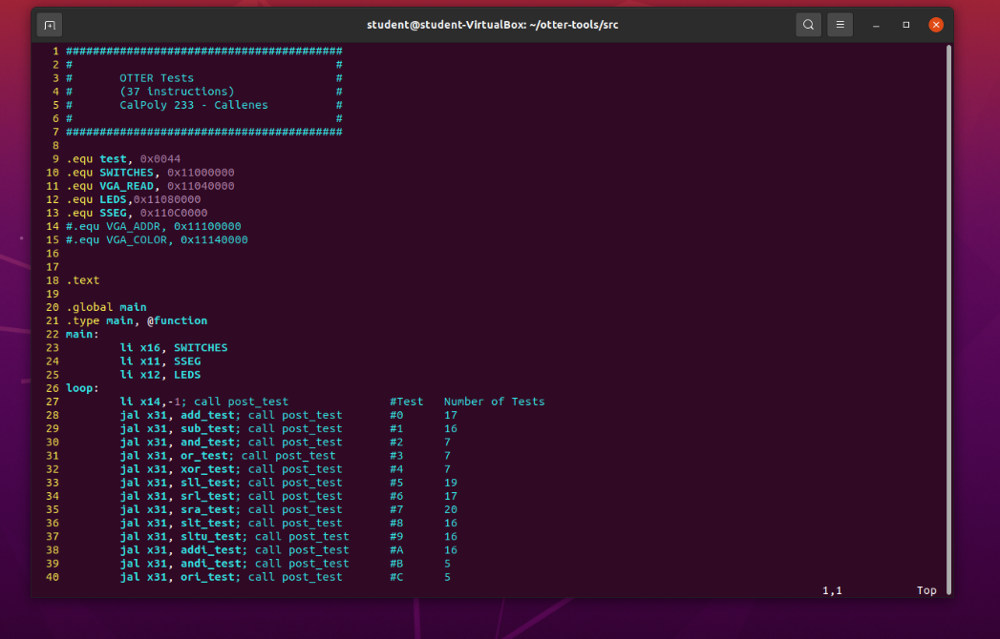 student@student-VirtualBox: ~/otter-tools/src
1 #########################################
2 # #
3 # OTTER Tests #
4 # (37 instructions) #
5 # CalPoly 233 - Callenes #
6 # #
7 #########################################
8
9 .equ test, 0x0044
10 .equ SWITCHES, 0x11000000
11 .equ VGA_READ, 0x11040000
12 .equ LEDS,0x11080000
13 .equ SSEG, 0x110C0000
14 #.equ VGA_ADDR, 0x11100000
15 #.equ VGA_COLOR, 0x11140000
16
17
18 .text
19
20 .global main
21 .type main, @function
22 main:
23 li x16, SWITCHES
24 li x11, SSEG
25 li x12, LEDS
26 loop:
27 li x14,-1; call post_test #Test Number of Tests
28 jal x31, add_test; call post_test #0 17
29 jal x31, sub_test; call post_test #1 16
30 jal x31, and_test; call post_test #2 7
31 jal x31, or_test; call post_test #3 7
32 jal x31, xor_test; call post_test #4 7
33 jal x31, sll_test; call post_test #5 19
34 jal x31, srl_test; call post_test #6 17
35 jal x31, sra_test; call post_test #7 20
36 jal x31, slt_test; call post_test #8 16
37 jal x31, sltu_test; call post_test #9 16
38 jal x31, addi_test; call post_test #A 16
39 jal x31, andi_test; call post_test #B 5
40 jal x31, ori_test; call post_test #C 5
1,1 Top